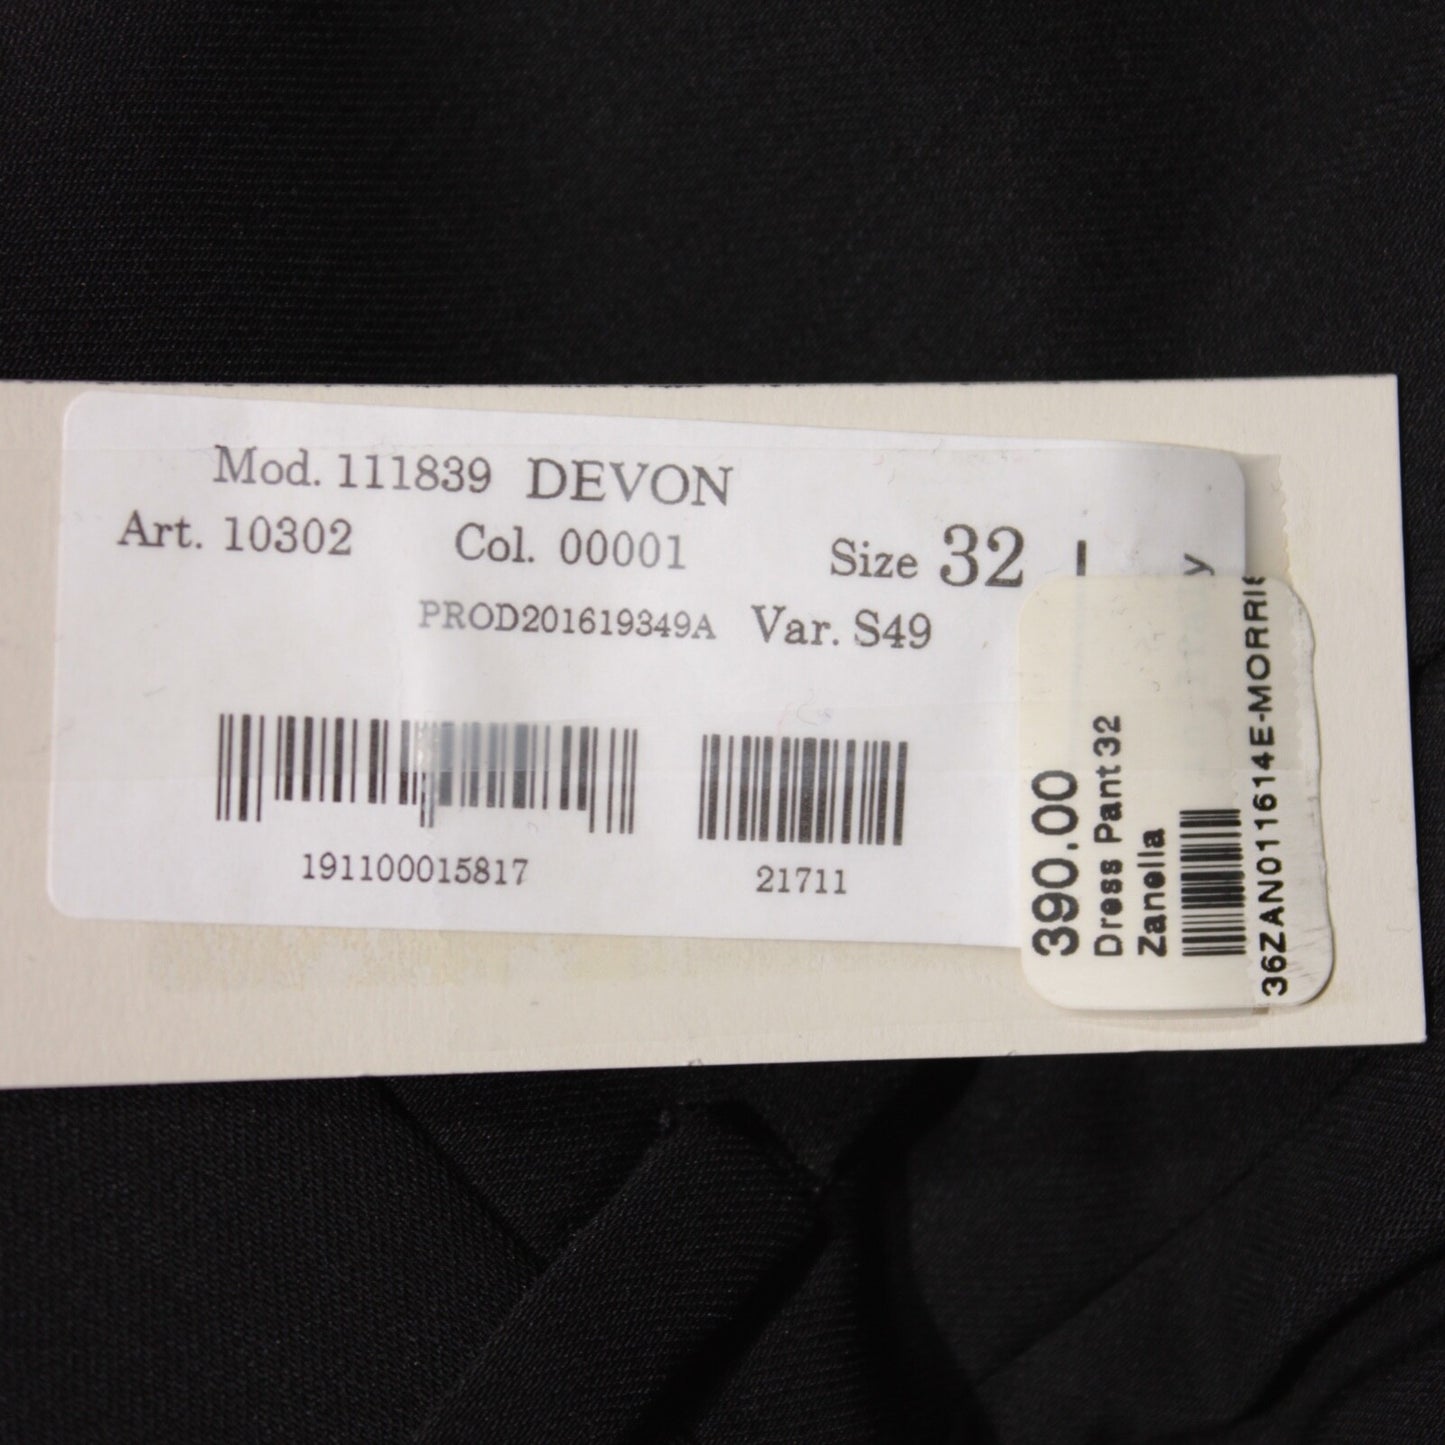 Mod. 111839 DEVON
Art. 10302 Col. 00001 Size 32
PROD201619349A Var. S49
191100015817
21711
390.00
Dress Pant 32
Zanella
36ZAN011614E-MORRIS